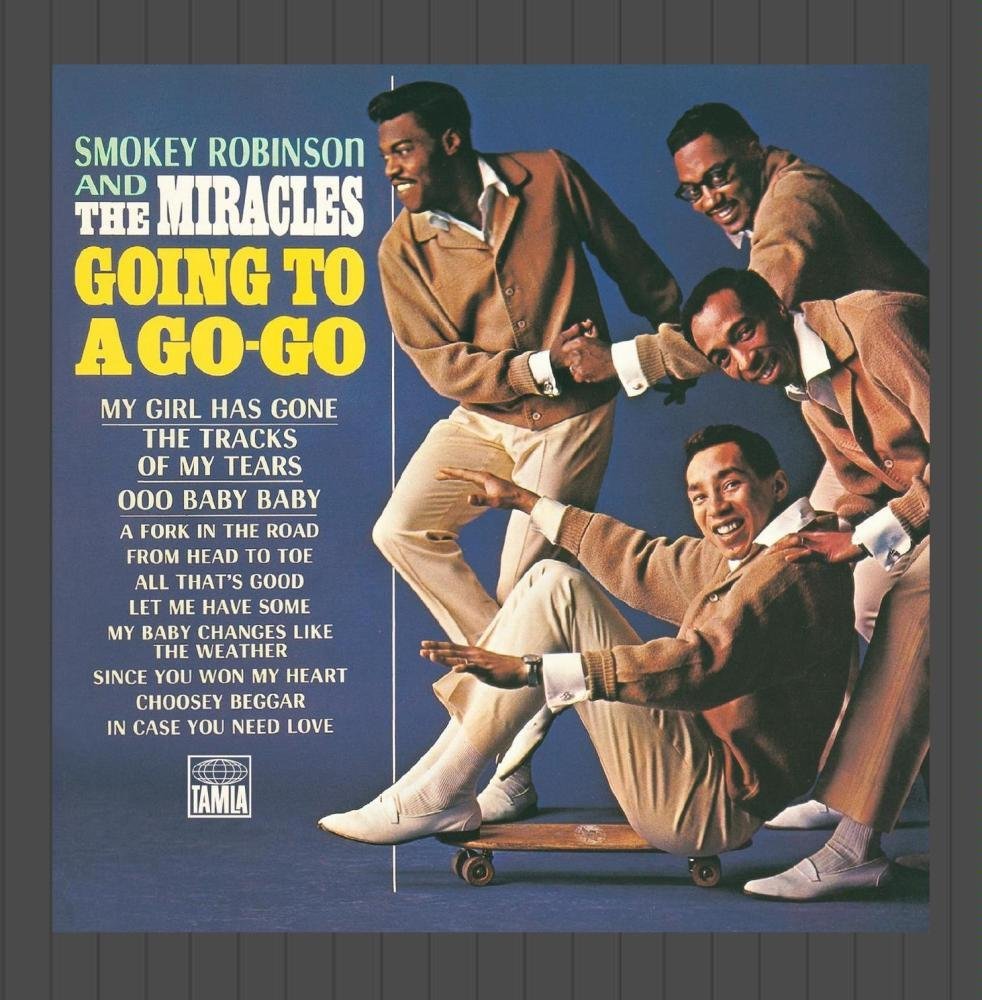 SMOKEY ROBINSON
AND
THE MIRACLES
GOING TO
A GO-GO
MY GIRL HAS GONE
THE TRACKS
OF MY TEARS
OOO BABY BABY
A FORK IN THE ROAD
FROM HEAD TO TOE
ALL THAT'S GOOD
LET ME HAVE SOME
MY BABY CHANGES LIKE
THE WEATHER
SINCE YOU WON MY HEART
CHOOSEY BEGGAR
IN CASE YOU NEED LOVE
TAMLA